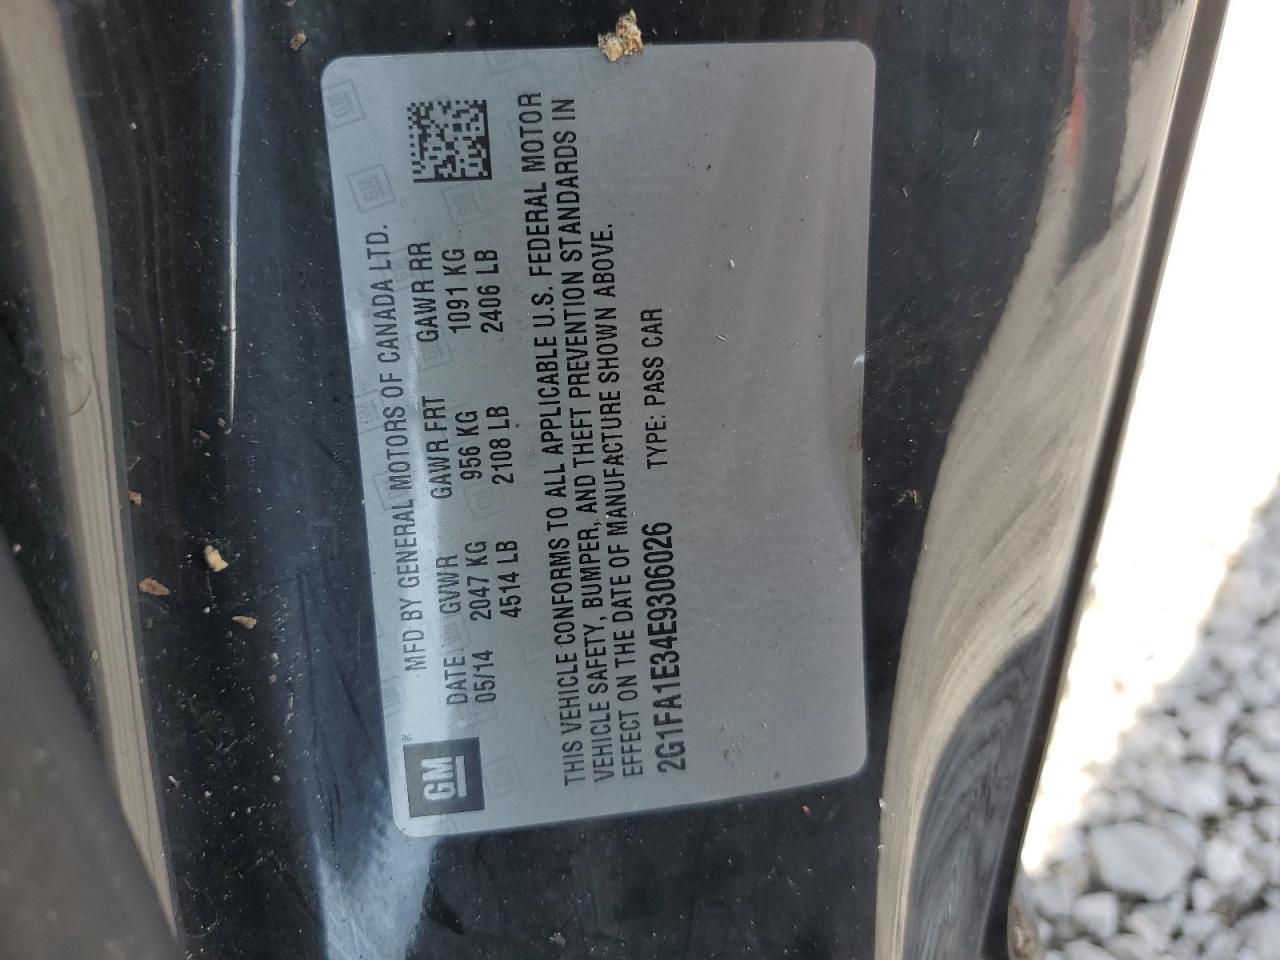 GM®
MFD BY GENERAL MOTORS OF CANADA LTD.
DATE GVWR GAWR FRT GAWR RR
05/14 2047 KG 956 KG 1091 KG
4514 LB 2108 LB 2406 LB
THIS VEHICLE CONFORMS TO ALL APPLICABLE U.S. FEDERAL MOTOR
VEHICLE SAFETY, BUMPER, AND THEFT PREVENTION STANDARDS IN
EFFECT ON THE DATE OF MANUFACTURE SHOWN ABOVE.
2G1FA1E34E9306026 TYPE: PASS CAR